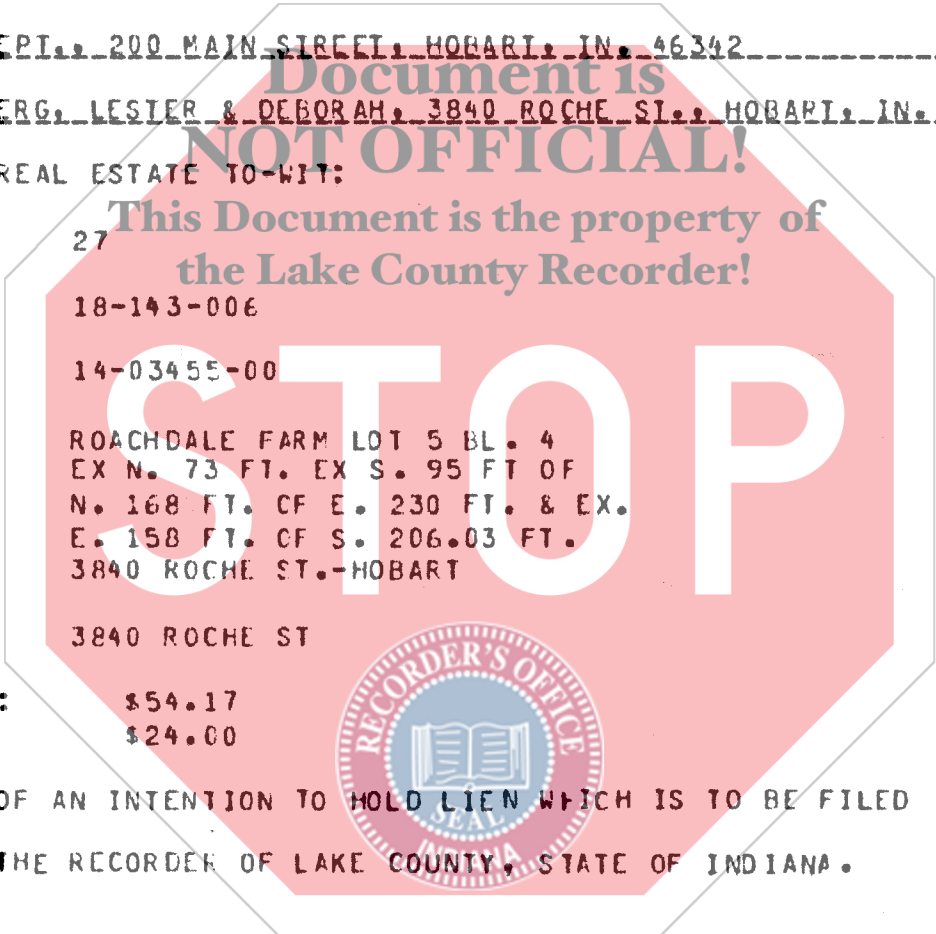 EPT., 200 MAIN STREET, HOBART, IN. 46342
Document is
ERG, LESTER & DEBORAH, 3840 ROCHE ST., HOBART, IN.
NOT OFFICIAL!
REAL ESTATE TO-WIT:
This Document is the property of
27
the Lake County Recorder!
18-143-006
14-03455-00
STOP
ROACHDALE FARM LOT 5 BL. 4
EX N. 73 FT. EX S. 95 FT OF
N. 168 FT. OF E. 230 FT. & EX.
E. 158 FT. OF S. 206.03 FT.
3840 ROCHE ST.-HOBART
3840 ROCHE ST
RECORDER'S OFFICE
: $54.17
$24.00
OF AN INTENTION TO HOLD LIEN WHICH IS TO BE FILED
SEAL
INDIANA
THE RECORDER OF LAKE COUNTY, STATE OF INDIANA.